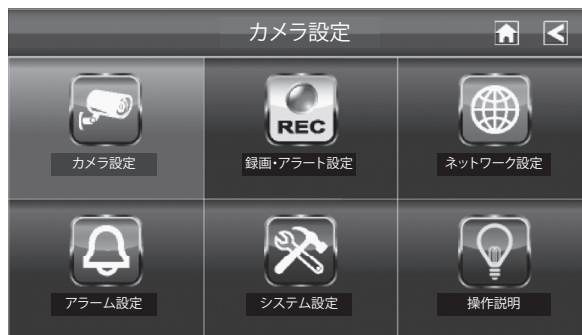 カメラ設定
REC
カメラ設定
録画・アラート設定
ネットワーク設定
アラーム設定
システム設定
操作説明